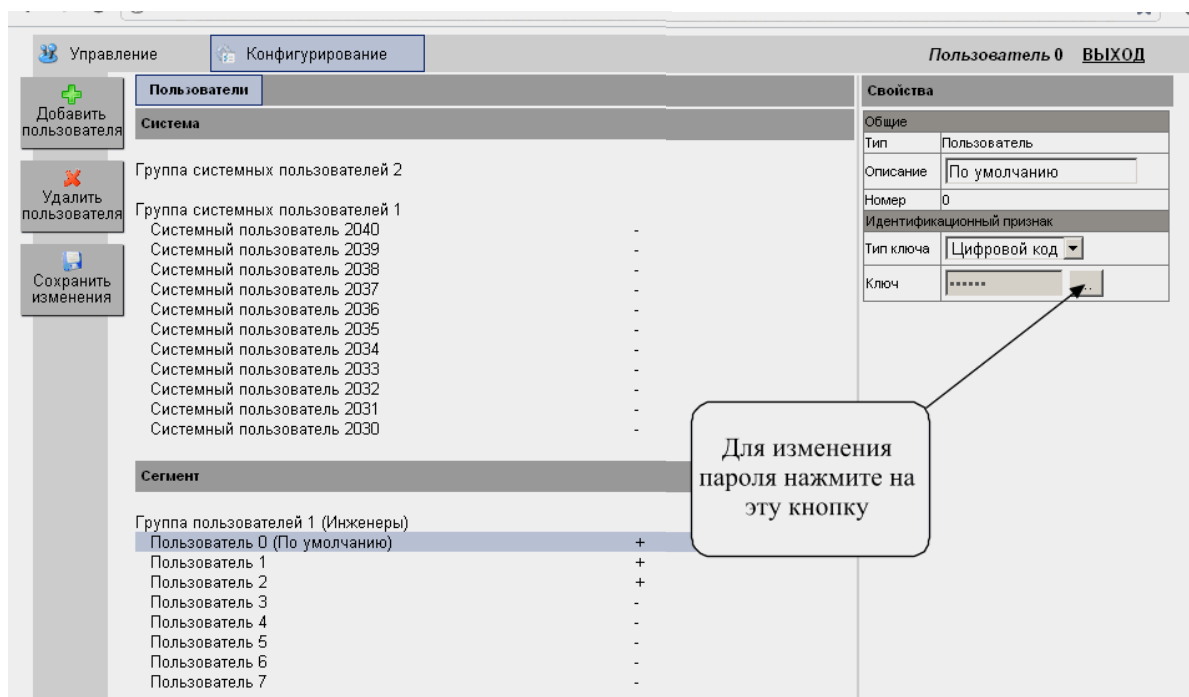 Управление
Конфигурирование
Пользователь 0
ВЫХОД
Добавить
пользователя
Удалить
пользователя
Сохранить
изменения
Пользователи
Система
Группа системных пользователей 2
Группа системных пользователей 1
Системный пользователь 2040 -
Системный пользователь 2039 -
Системный пользователь 2038 -
Системный пользователь 2037 -
Системный пользователь 2036 -
Системный пользователь 2035 -
Системный пользователь 2034 -
Системный пользователь 2033 -
Системный пользователь 2032 -
Системный пользователь 2031 -
Системный пользователь 2030 -
Сегмент
Группа пользователей 1 (Инженеры)
Пользователь 0 (По умолчанию) +
Пользователь 1 +
Пользователь 2 +
Пользователь 3 -
Пользователь 4 -
Пользователь 5 -
Пользователь 6 -
Пользователь 7 -
Свойства
Общие
Тип Пользователь
Описание По умолчанию
Номер 0
Идентификационный признак
Тип ключа Цифровой код
Ключ ••••••
Для изменения
пароля нажмите на
эту кнопку